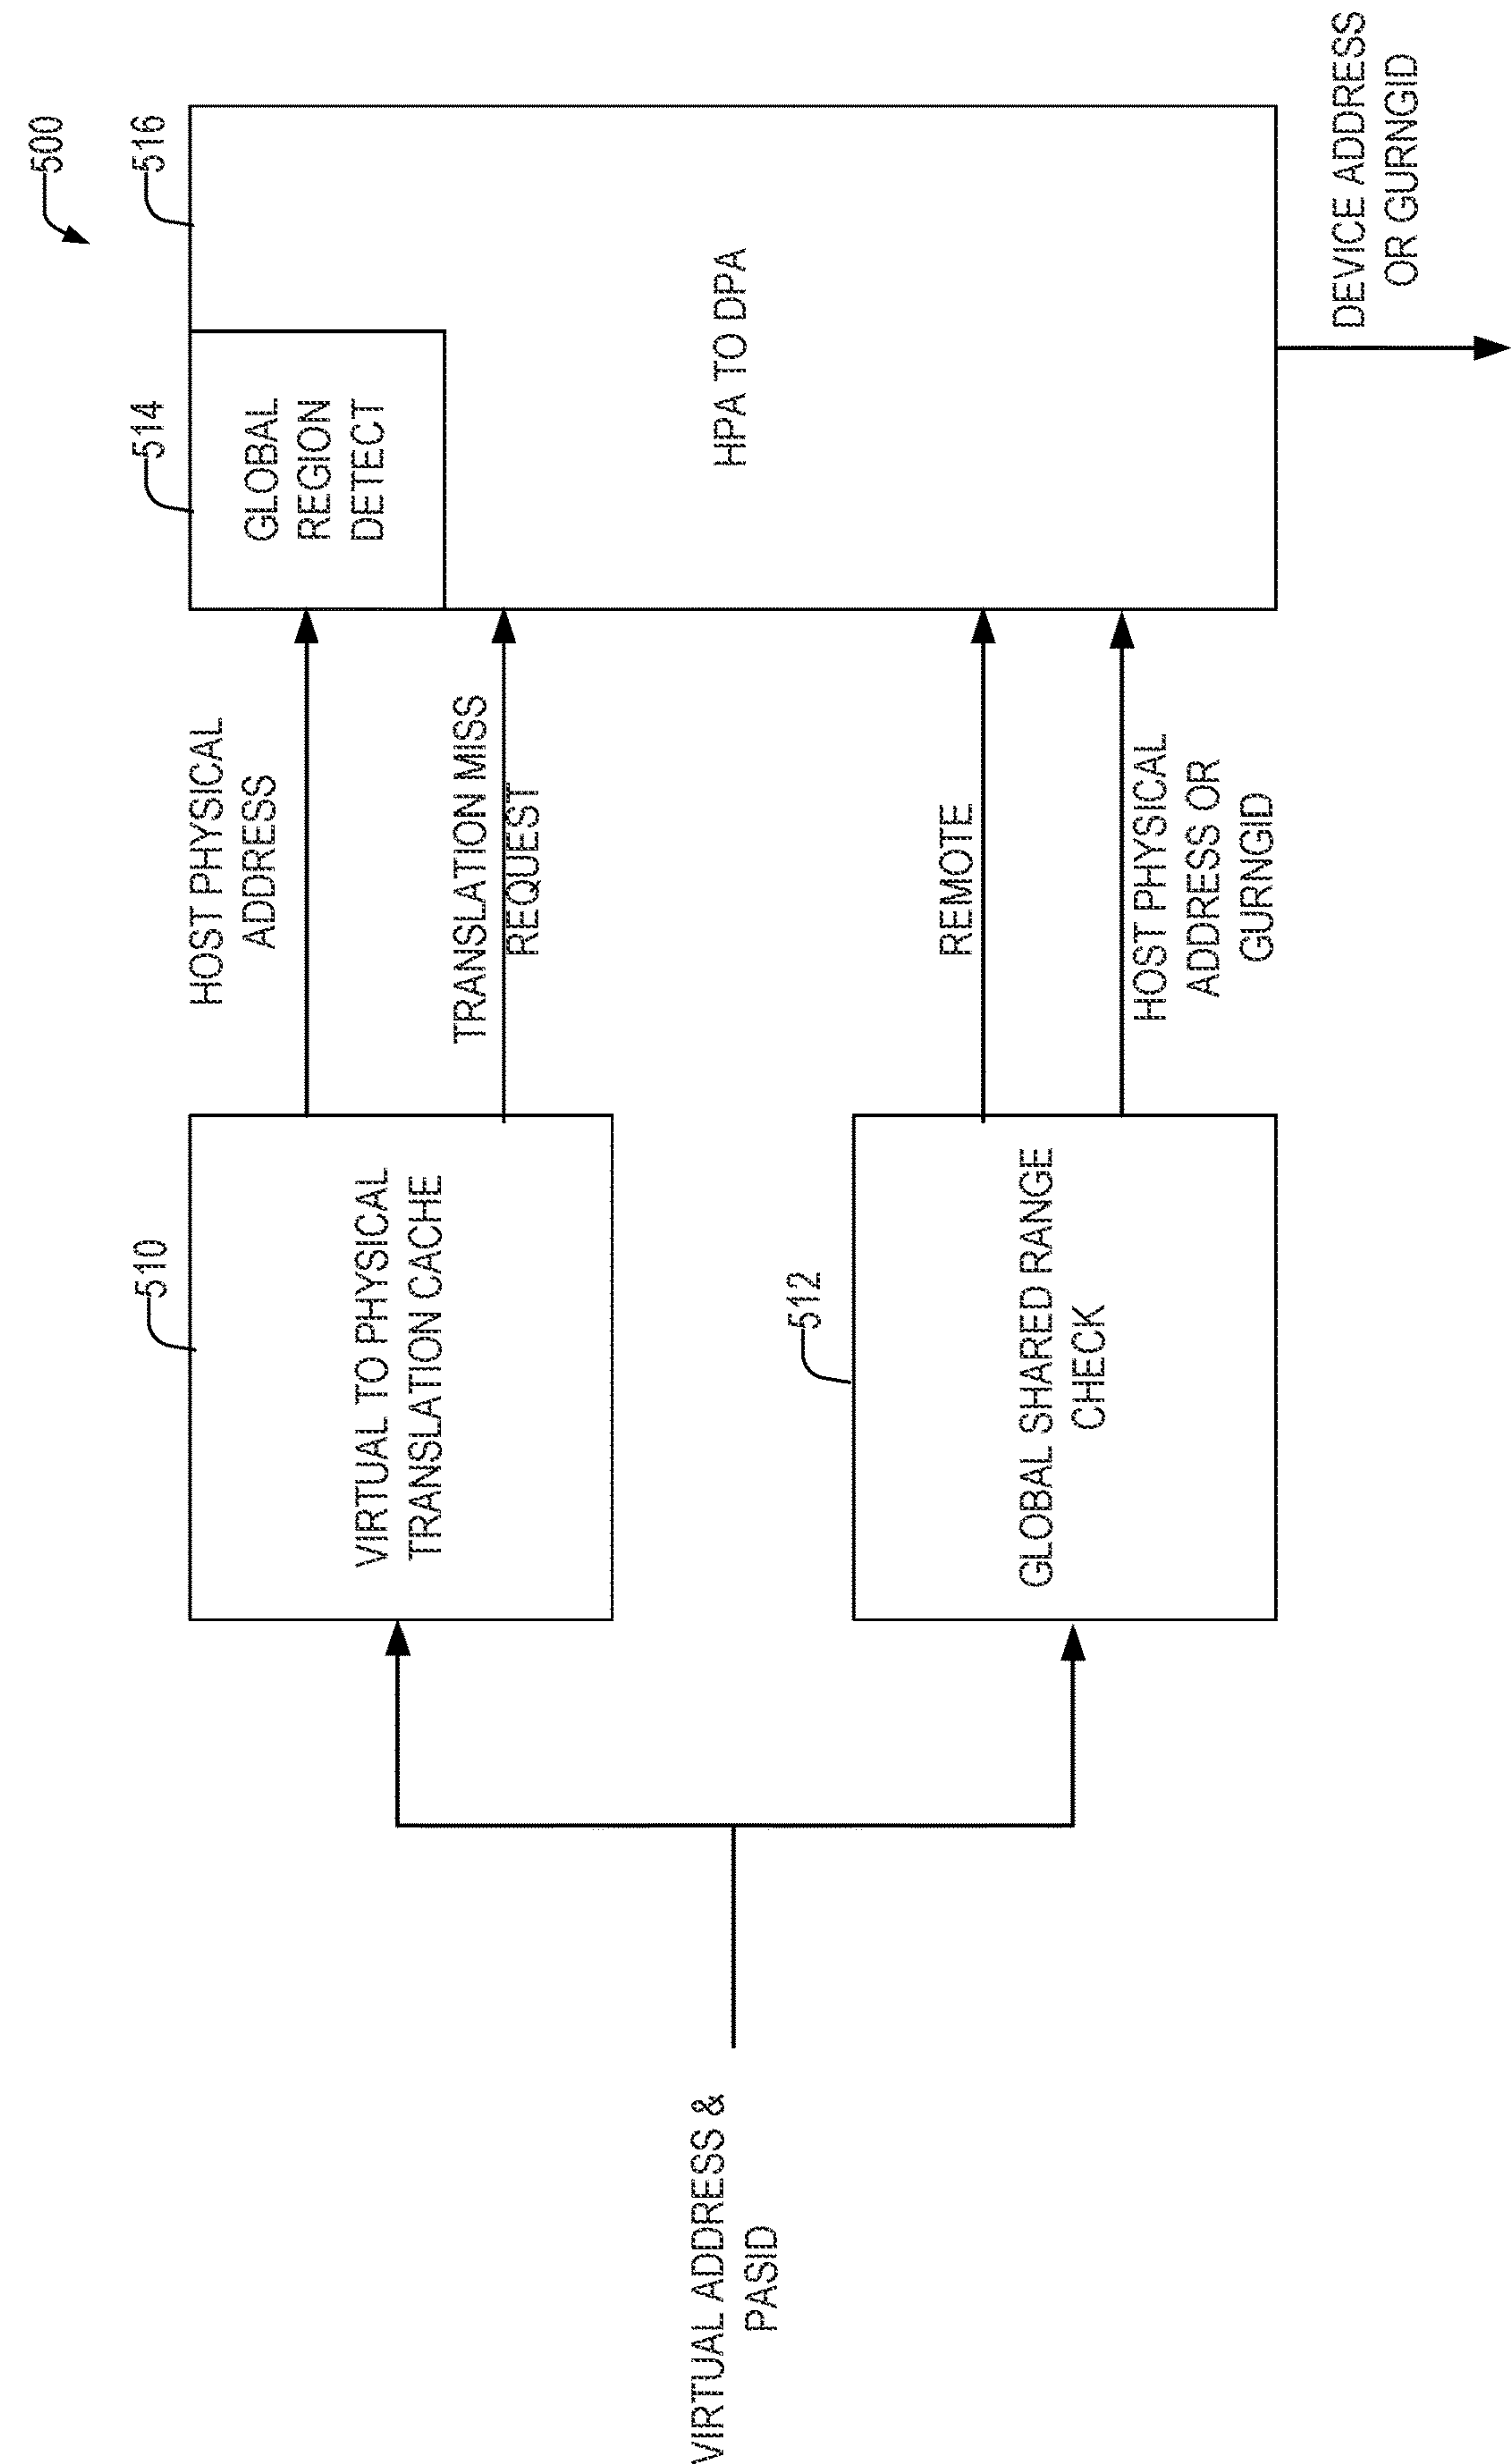 500
516
514
510
512
VIRTUAL ADDRESS &
PASID
VIRTUAL TO PHYSICAL
TRANSLATION CACHE
GLOBAL SHARED RANGE
CHECK
HOST PHYSICAL
ADDRESS
TRANSLATION MISS
REQUEST
REMOTE
HOST PHYSICAL
ADDRESS OR
GURNGID
GLOBAL
REGION
DETECT
HPA TO DPA
DEVICE ADDRESS
OR GURNGID